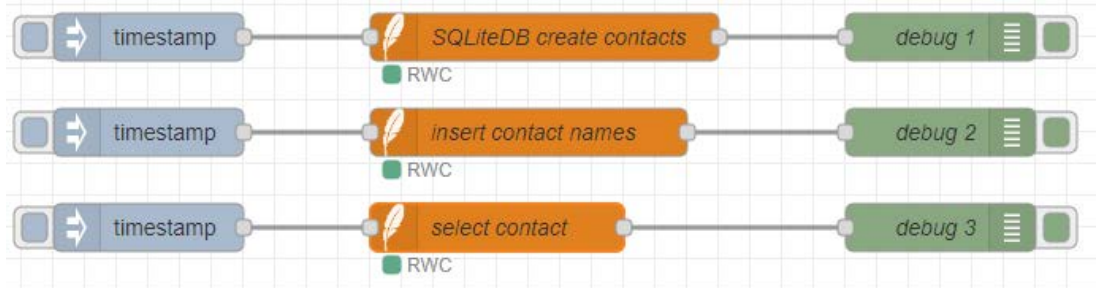 timestamp SQLiteDB create contacts debug 1
RWC
timestamp insert contact names debug 2
RWC
timestamp select contact debug 3
RWC